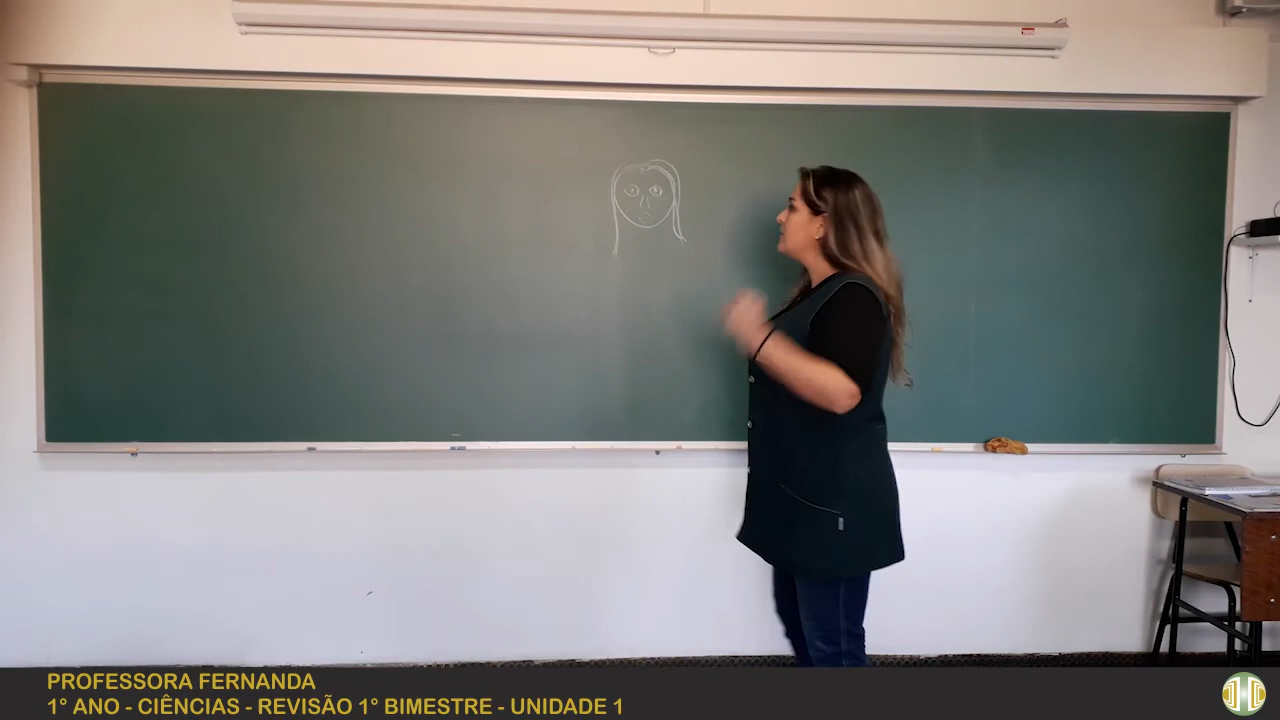 PROFESSORA FERNANDA
1° ANO - CIÊNCIAS - REVISÃO 1° BIMESTRE - UNIDADE 1